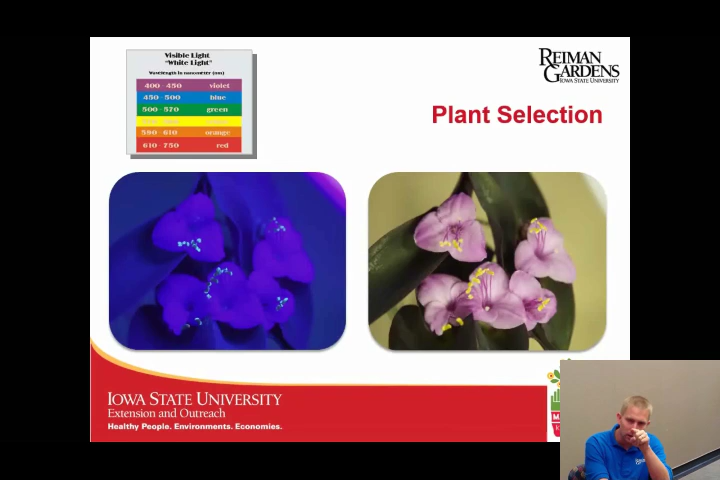 Visible Light
"White Light"
Wavelength in nanometer (nm)
400 - 450 violet
450 - 500 blue
500 - 570 green
580 - 610 orange
610 - 750 red
REIMAN
GARDENS
IOWA STATE UNIVERSITY
Plant Selection
IOWA STATE UNIVERSITY
Extension and Outreach
Healthy People. Environments. Economies.